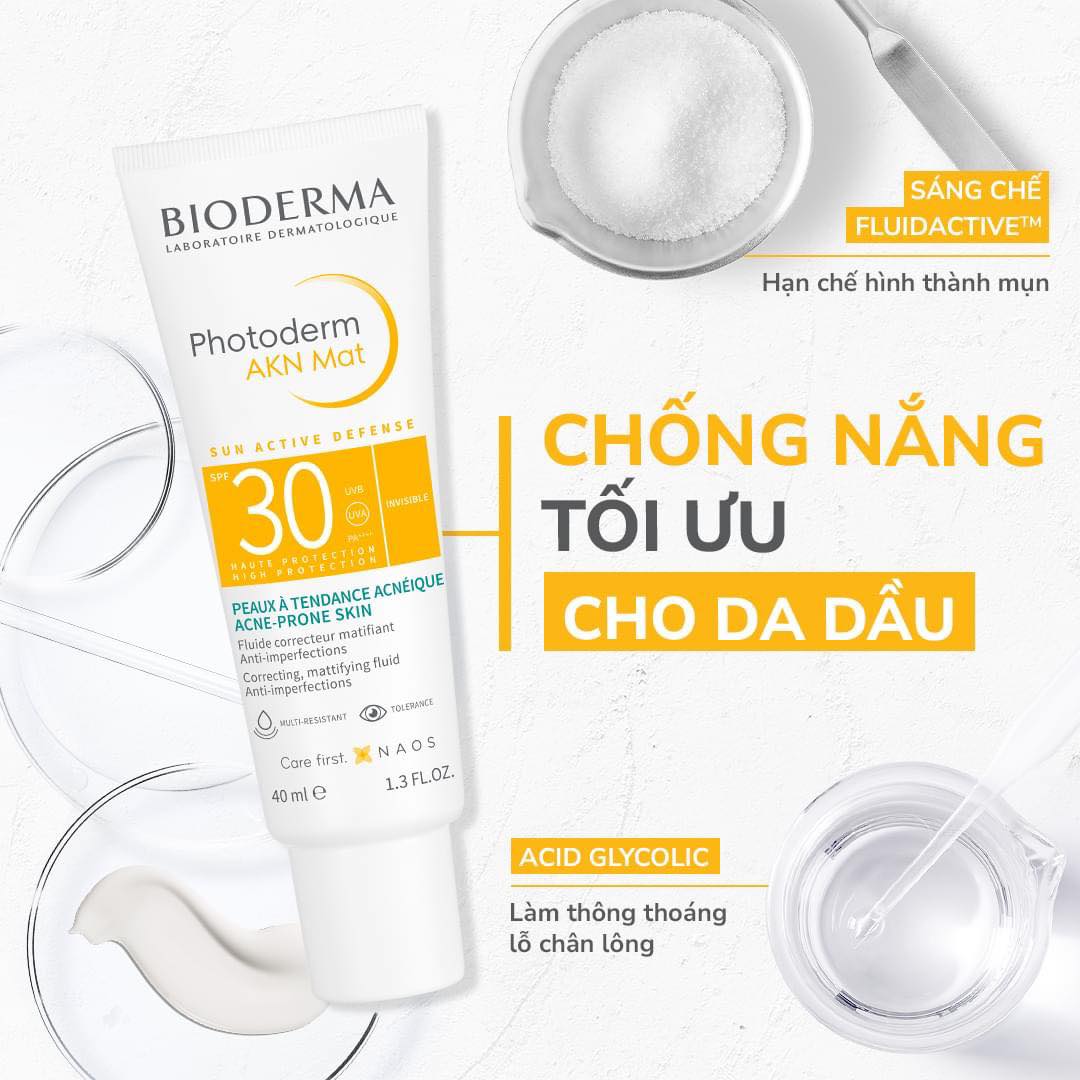 BIODERMA
LABORATOIRE DERMATOLOGIQUE
Photoderm
AKN Mat
SUN ACTIVE DEFENSE
SPF 30
UVB
UVA
PA++++
INVISIBLE
HAUTE PROTECTION
HIGH PROTECTION
PEAUX À TENDANCE ACNÉIQUE
ACNE-PRONE SKIN
Fluide correcteur matifiant
Anti-imperfections
Correcting, mattifying fluid
Anti-imperfections
MULTI-RESISTANT
TOLERANCE
Care first. NAOS
40 ml ℮ 1.3 FL.OZ.
SÁNG CHẾ
FLUIDACTIVE™
Hạn chế hình thành mụn
CHỐNG NẮNG
TỐI ƯU
CHO DA DẦU
ACID GLYCOLIC
Làm thông thoáng
lỗ chân lông